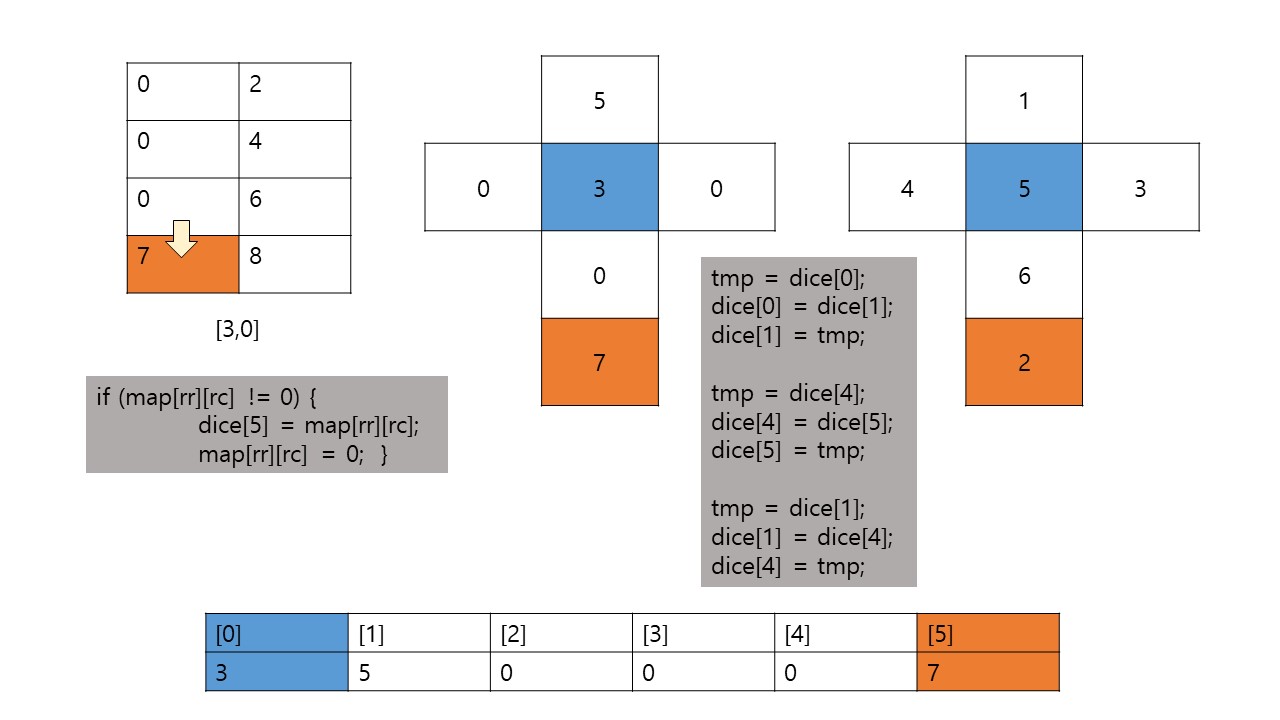 0 2
0 4
0 6
7 8
[3,0]
if (map[rr][rc] != 0) {
dice[5] = map[rr][rc];
map[rr][rc] = 0; }
5
0 3 0
0
7
1
4 5 3
6
2
tmp = dice[0];
dice[0] = dice[1];
dice[1] = tmp;
tmp = dice[4];
dice[4] = dice[5];
dice[5] = tmp;
tmp = dice[1];
dice[1] = dice[4];
dice[4] = tmp;
[0] [1] [2] [3] [4] [5]
3 5 0 0 0 7